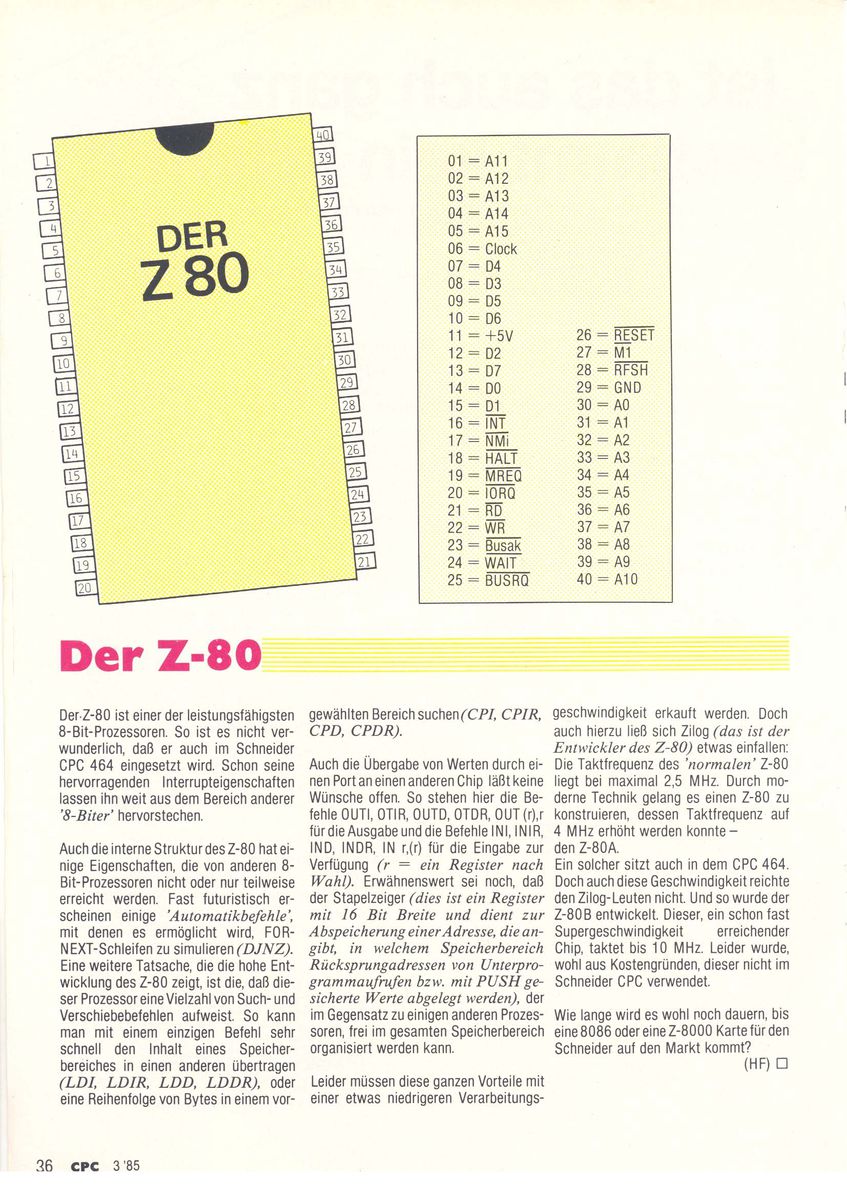 DER
Z 80
1
2
3
4
5
6
7
8
9
10
11
12
13
14
15
16
17
18
19
20
40
39
38
37
36
35
34
33
32
31
30
29
28
27
26
25
24
23
22
21
01 = A11
02 = A12
03 = A13
04 = A14
05 = A15
06 = Clock
07 = D4
08 = D3
09 = D5
10 = D6
11 = +5V
12 = D2
13 = D7
14 = D0
15 = D1
16 = INT
17 = NMi
18 = HALT
19 = MREQ
20 = IORQ
21 = RD
22 = WR
23 = Busak
24 = WAIT
25 = BUSRQ
26 = RESET
27 = M1
28 = RFSH
29 = GND
30 = A0
31 = A1
32 = A2
33 = A3
34 = A4
35 = A5
36 = A6
37 = A7
38 = A8
39 = A9
40 = A10
Der Z-80
Der Z-80 ist einer der leistungsfähigsten
8-Bit-Prozessoren. So ist es nicht ver-
wunderlich, daß er auch im Schneider
CPC 464 eingesetzt wird. Schon seine
hervorragenden Interrupteigenschaften
lassen ihn weit aus dem Bereich anderer
'8-Biter' hervorstechen.
Auch die interne Struktur des Z-80 hat ei-
nige Eigenschaften, die von anderen 8-
Bit-Prozessoren nicht oder nur teilweise
erreicht werden. Fast futuristisch er-
scheinen einige 'Automatikbefehle',
mit denen es ermöglicht wird, FOR-
NEXT-Schleifen zu simulieren (DJNZ).
Eine weitere Tatsache, die die hohe Ent-
wicklung des Z-80 zeigt, ist die, daß die-
ser Prozessor eine Vielzahl von Such- und
Verschiebebefehlen aufweist. So kann
man mit einem einzigen Befehl sehr
schnell den Inhalt eines Speicher-
bereiches in einen anderen übertragen
(LDI, LDIR, LDD, LDDR), oder
eine Reihenfolge von Bytes in einem vor-
gewählten Bereich suchen (CPI, CPIR,
CPD, CPDR).
Auch die Übergabe von Werten durch ei-
nen Port an einen anderen Chip läßt keine
Wünsche offen. So stehen hier die Be-
fehle OUTI, OTIR, OUTD, OTDR, OUT (r),r
für die Ausgabe und die Befehle INI, INIR,
IND, INDR, IN r,(r) für die Eingabe zur
Verfügung (r = ein Register nach
Wahl). Erwähnenswert sei noch, daß
der Stapelzeiger (dies ist ein Register
mit 16 Bit Breite und dient zur
Abspeicherung einer Adresse, die an-
gibt, in welchem Speicherbereich
Rücksprungadressen von Unterpro-
grammaufrufen bzw. mit PUSH ge-
sicherte Werte abgelegt werden), der
im Gegensatz zu einigen anderen Prozes-
soren, frei im gesamten Speicherbereich
organisiert werden kann.
Leider müssen diese ganzen Vorteile mit
einer etwas niedrigeren Verarbeitungs-
geschwindigkeit erkauft werden. Doch
auch hierzu ließ sich Zilog (das ist der
Entwickler des Z-80) etwas einfallen:
Die Taktfrequenz des 'normalen' Z-80
liegt bei maximal 2,5 MHz. Durch mo-
derne Technik gelang es einen Z-80 zu
konstruieren, dessen Taktfrequenz auf
4 MHz erhöht werden konnte –
den Z-80A.
Ein solcher sitzt auch in dem CPC 464.
Doch auch diese Geschwindigkeit reichte
den Zilog-Leuten nicht. Und so wurde der
Z-80B entwickelt. Dieser, ein schon fast
Supergeschwindigkeit erreichender
Chip, taktet bis 10 MHz. Leider wurde,
wohl aus Kostengründen, dieser nicht im
Schneider CPC verwendet.
Wie lange wird es wohl noch dauern, bis
eine 8086 oder eine Z-8000 Karte für den
Schneider auf den Markt kommt?
(HF) □
36 CPC 3 '85